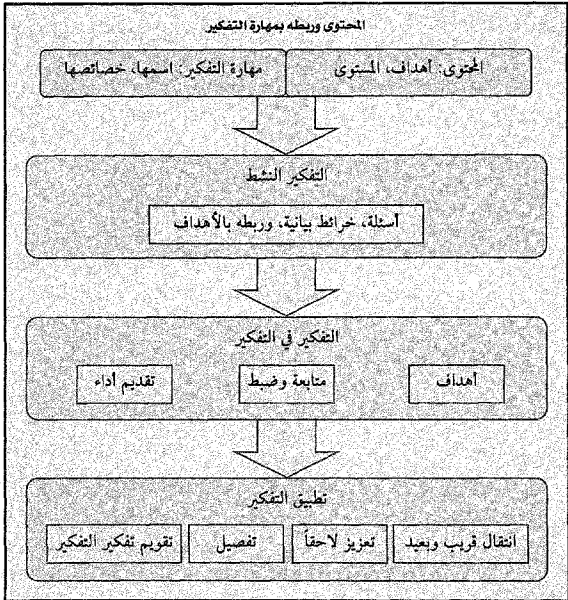 المحتوى وربطه بمهارة التفكير
المحتوى: أهداف، المستوى
مهارة التفكير: اسمها، خصائصها
التفكير النشط
أسئلة، خرائط بيانية، وربطه بالأهداف
التفكير في التفكير
أهداف
متابعة وضبط
تقديم أداء
تطبيق التفكير
انتقال قريب وبعيد
تعزيز لاحقاً
تفصيل
تقويم تفكير التفكير